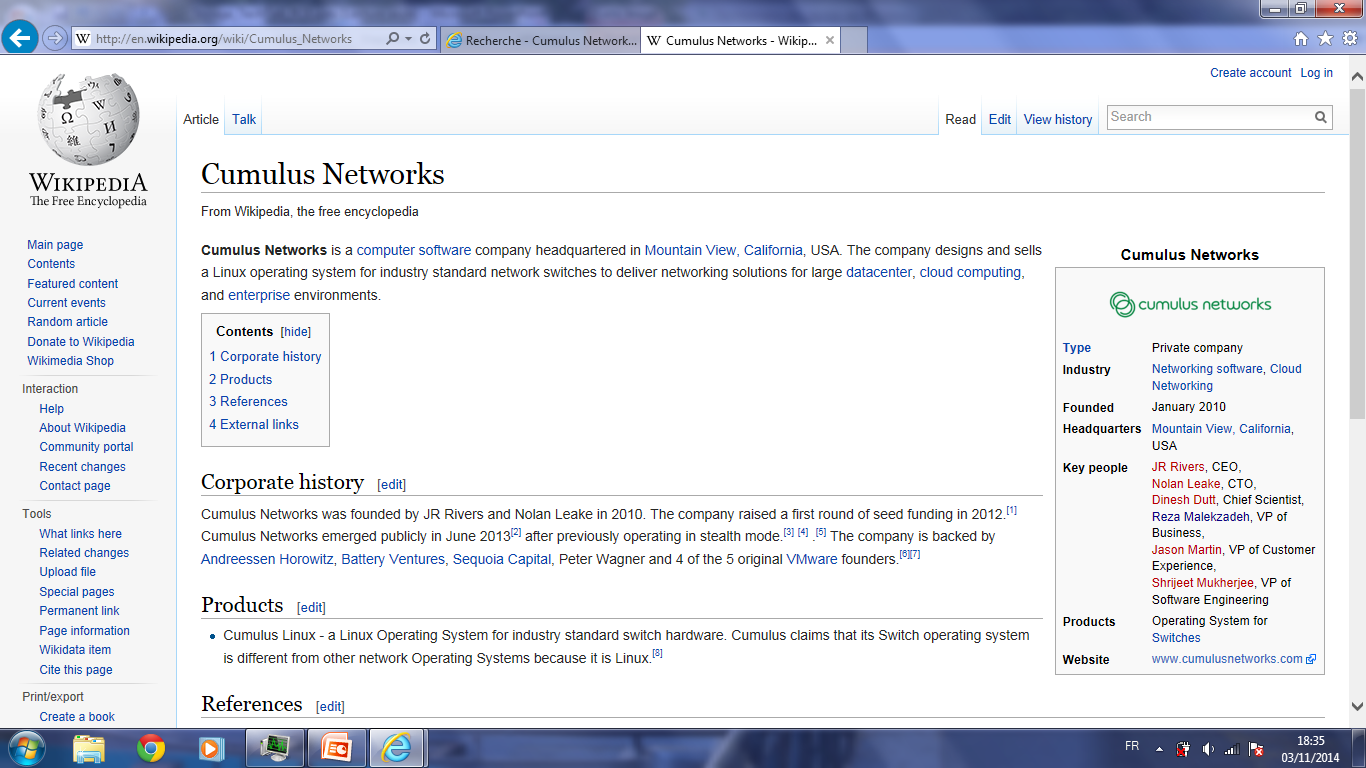 http://en.wikipedia.org/wiki/Cumulus_Networks
Recherche - Cumulus Network...
W Cumulus Networks - Wikip...
Create account Log in
Article Talk
Read Edit View history
Search
WIKIPEDIA
The Free Encyclopedia
Main page
Contents
Featured content
Current events
Random article
Donate to Wikipedia
Wikimedia Shop
Interaction
Help
About Wikipedia
Community portal
Recent changes
Contact page
Tools
What links here
Related changes
Upload file
Special pages
Permanent link
Page information
Wikidata item
Cite this page
Print/export
Create a book
Cumulus Networks
From Wikipedia, the free encyclopedia
Cumulus Networks is a computer software company headquartered in Mountain View, California, USA. The company designs and sells
a Linux operating system for industry standard network switches to deliver networking solutions for large datacenter, cloud computing,
and enterprise environments.
Contents [hide]
1 Corporate history
2 Products
3 References
4 External links
Corporate history [edit]
Cumulus Networks was founded by JR Rivers and Nolan Leake in 2010. The company raised a first round of seed funding in 2012.[1]
Cumulus Networks emerged publicly in June 2013[2] after previously operating in stealth mode.[3] [4] .[5] The company is backed by
Andreessen Horowitz, Battery Ventures, Sequoia Capital, Peter Wagner and 4 of the 5 original VMware founders.[6][7]
Products [edit]
• Cumulus Linux - a Linux Operating System for industry standard switch hardware. Cumulus claims that its Switch operating system
is different from other network Operating Systems because it is Linux.[8]
References [edit]
Cumulus Networks
cumulus networks
Type Private company
Industry Networking software, Cloud
Networking
Founded January 2010
Headquarters Mountain View, California,
USA
Key people JR Rivers, CEO,
Nolan Leake, CTO,
Dinesh Dutt, Chief Scientist,
Reza Malekzadeh, VP of
Business,
Jason Martin, VP of Customer
Experience,
Shrijeet Mukherjee, VP of
Software Engineering
Products Operating System for
Switches
Website www.cumulusnetworks.com
FR
18:35
03/11/2014